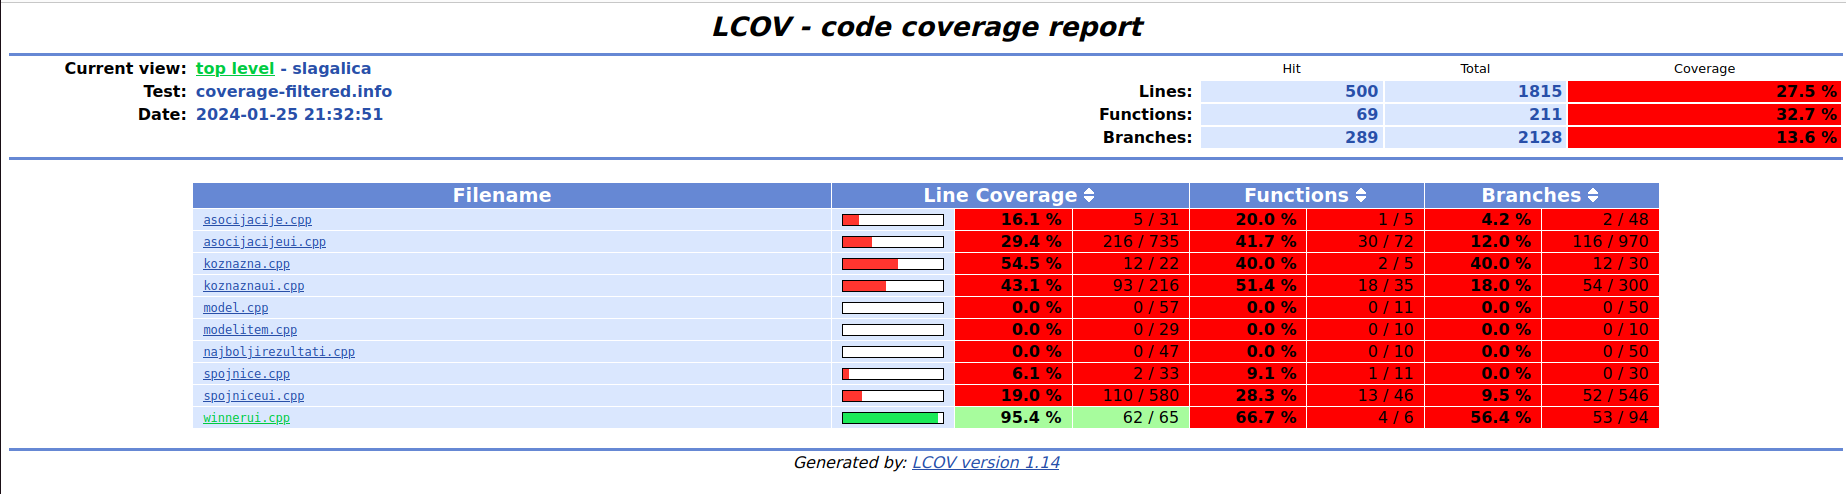 LCOV - code coverage report
Current view: top level - slagalica Hit Total Coverage
Test: coverage-filtered.info Lines: 500 1815 27.5 %
Date: 2024-01-25 21:32:51 Functions: 69 211 32.7 %
Branches: 289 2128 13.6 %
Filename Line Coverage Functions Branches
asocijacije.cpp 16.1 % 5 / 31 20.0 % 1 / 5 4.2 % 2 / 48
asocijacijeui.cpp 29.4 % 216 / 735 41.7 % 30 / 72 12.0 % 116 / 970
koznazna.cpp 54.5 % 12 / 22 40.0 % 2 / 5 40.0 % 12 / 30
koznaznaui.cpp 43.1 % 93 / 216 51.4 % 18 / 35 18.0 % 54 / 300
model.cpp 0.0 % 0 / 57 0.0 % 0 / 11 0.0 % 0 / 50
modelitem.cpp 0.0 % 0 / 29 0.0 % 0 / 10 0.0 % 0 / 10
najboljirezultati.cpp 0.0 % 0 / 47 0.0 % 0 / 10 0.0 % 0 / 50
spojnice.cpp 6.1 % 2 / 33 9.1 % 1 / 11 0.0 % 0 / 30
spojniceui.cpp 19.0 % 110 / 580 28.3 % 13 / 46 9.5 % 52 / 546
winnerui.cpp 95.4 % 62 / 65 66.7 % 4 / 6 56.4 % 53 / 94
Generated by: LCOV version 1.14